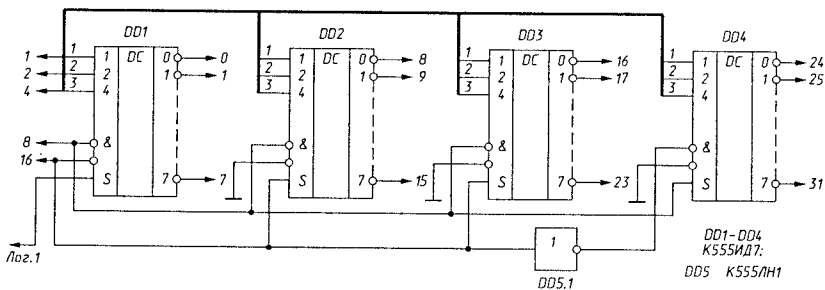 DD1 DD2 DD3 DD4
1 1 1 DC 0 0
2 2 2 1 1
4 3 4
8 &
16
S 7 7
1 1 DC 0 8
2 2 1 9
3 4
&
S 7 15
1 1 DC 0 16
2 2 1 17
3 4
&
S 7 23
1 1 DC 0 24
2 2 1 25
3 4
&
S 7 31
Лог.1
1
DD5.1
DD1-DD4
К555ИД7;
DD5 К555ЛН1